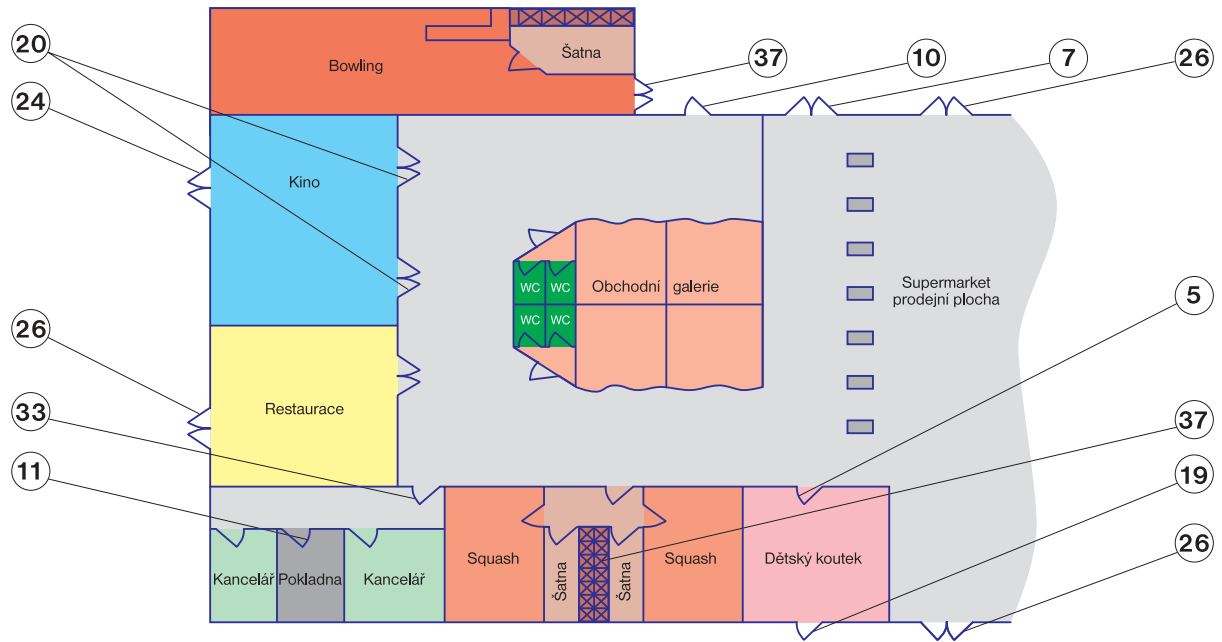 20
24
26
33
11
37
10
7
26
5
37
19
26
Bowling
Šatna
Kino
WC WC
WC WC
Obchodní galerie
Supermarket
prodejní plocha
Restaurace
Kancelář
Pokladna
Kancelář
Squash
Šatna
Šatna
Squash
Dětský koutek